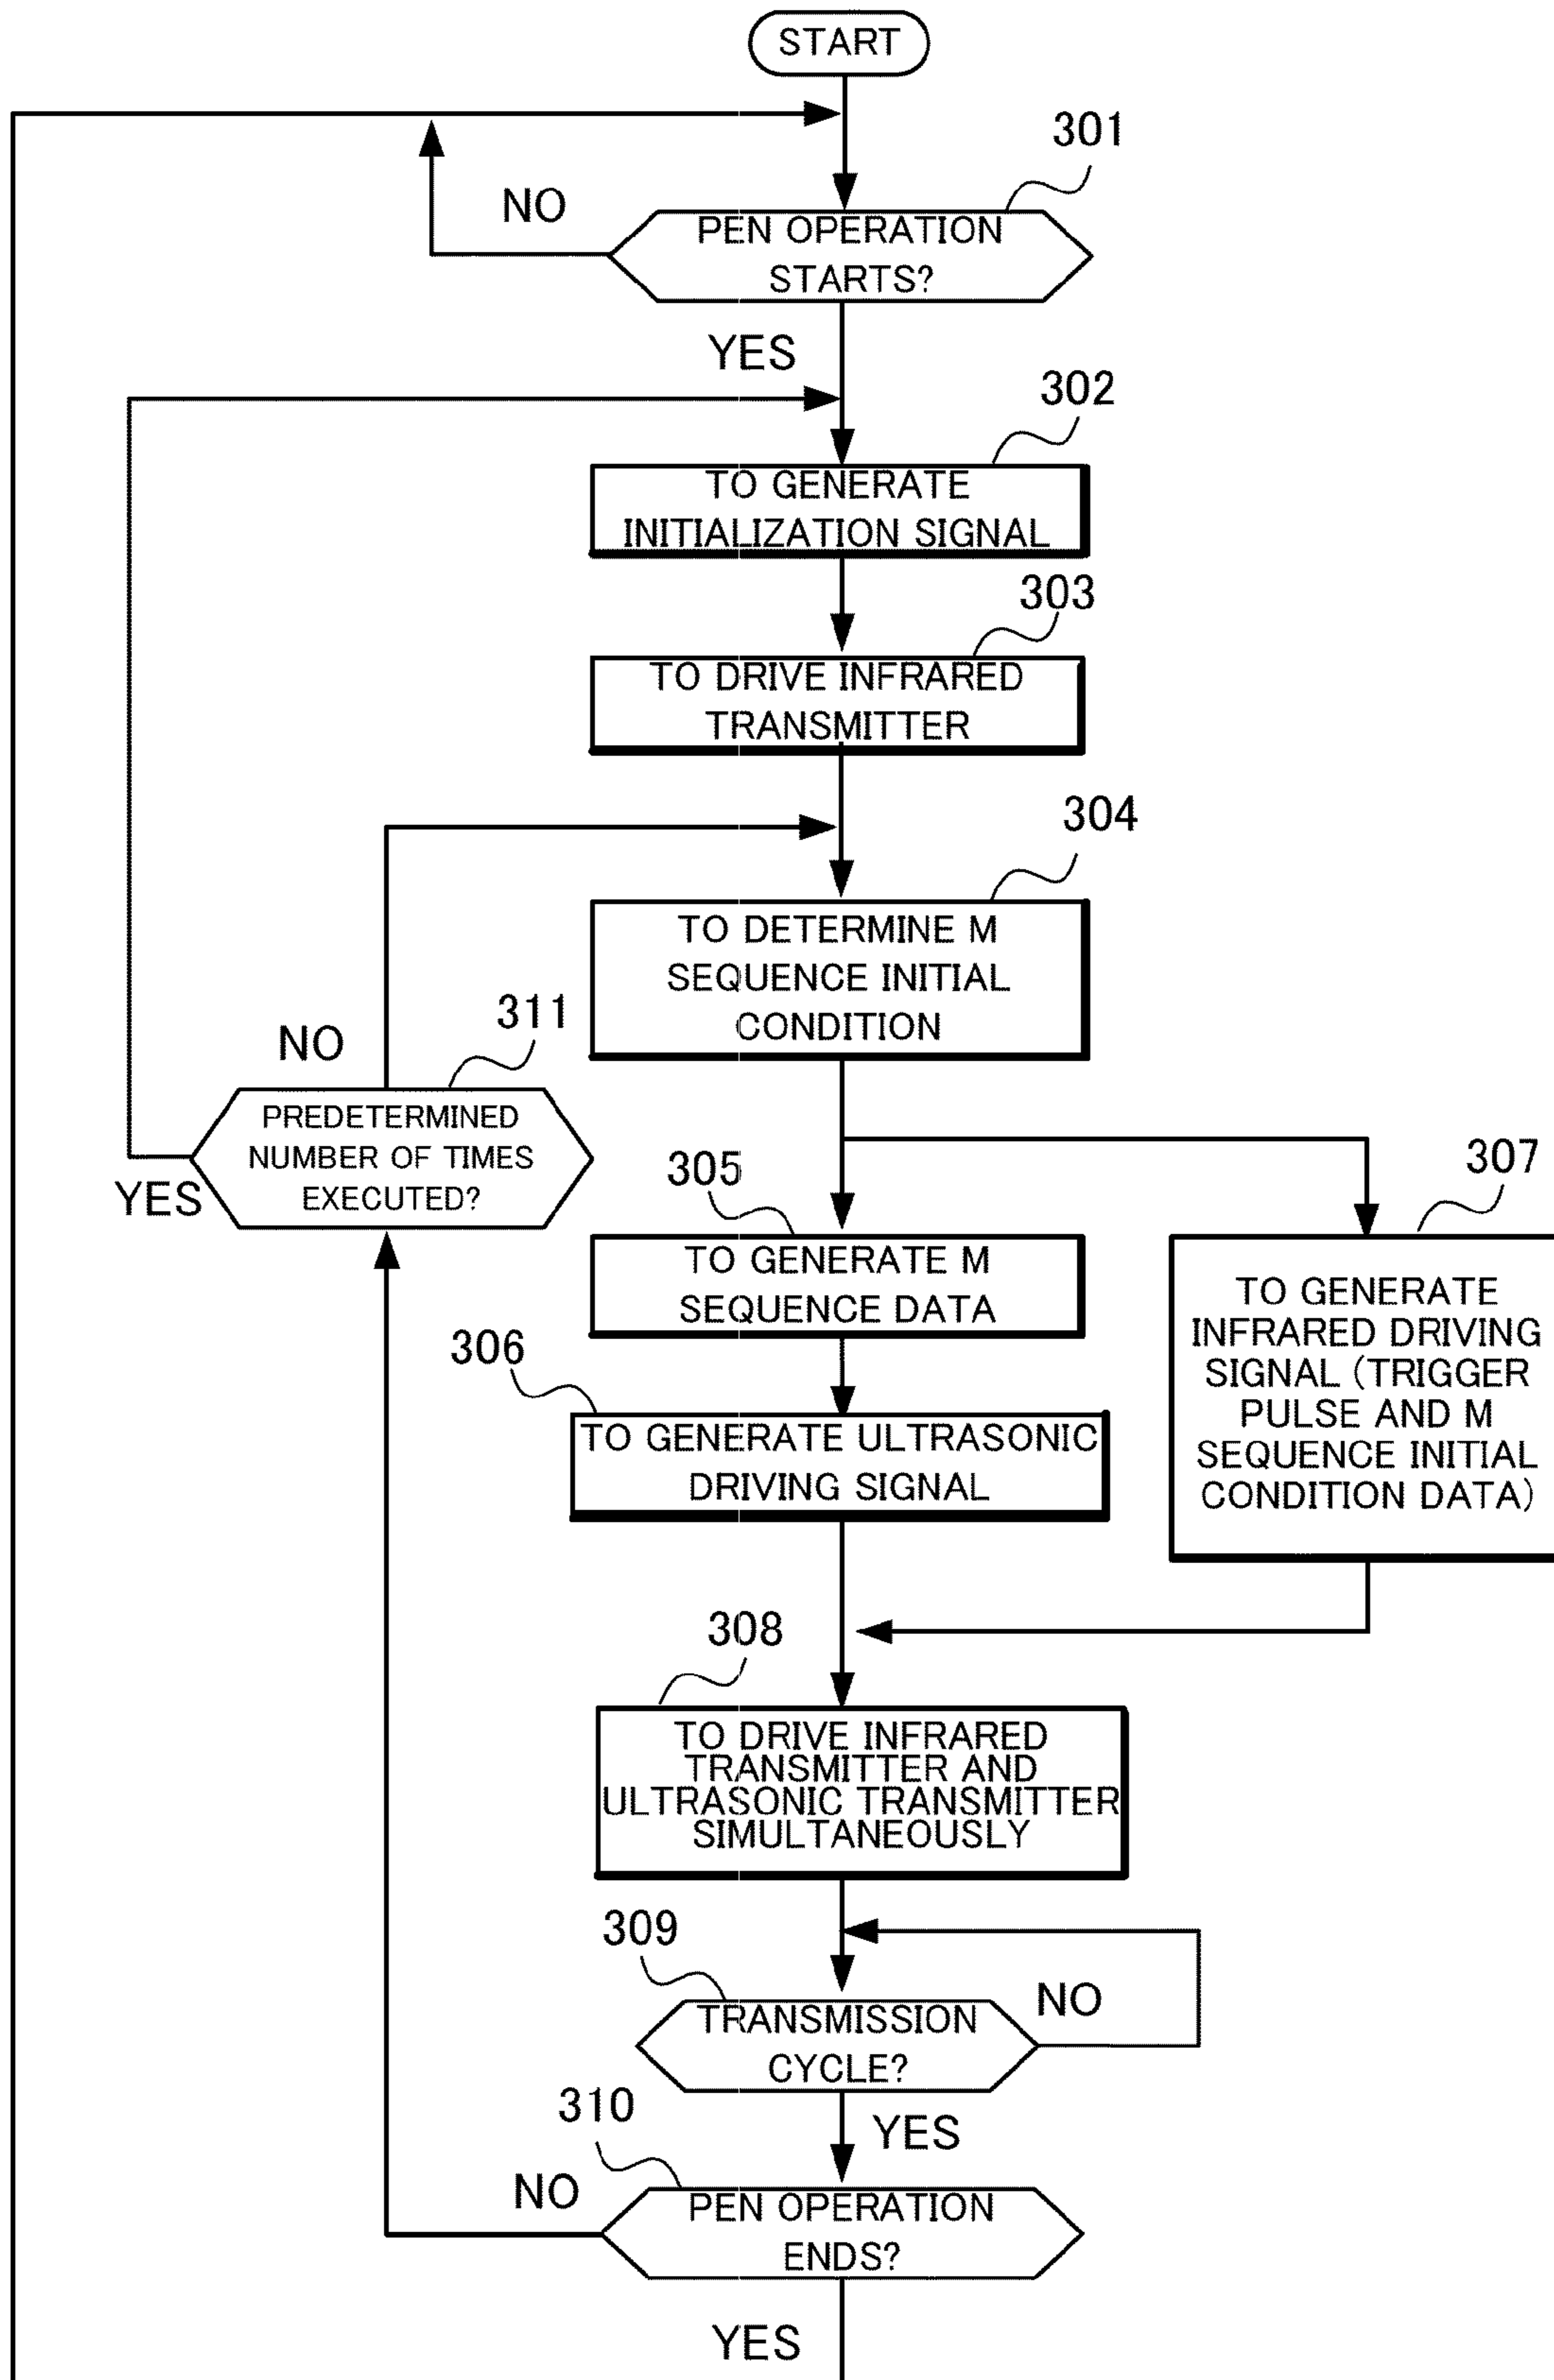 START
301
NO
PEN OPERATION
STARTS?
YES
302
TO GENERATE
INITIALIZATION SIGNAL
303
TO DRIVE INFRARED
TRANSMITTER
304
TO DETERMINE M
SEQUENCE INITIAL
CONDITION
311
NO
PREDETERMINED
NUMBER OF TIMES
EXECUTED?
YES
305
307
TO GENERATE M
SEQUENCE DATA
TO GENERATE
INFRARED DRIVING
SIGNAL (TRIGGER
PULSE AND M
SEQUENCE INITIAL
CONDITION DATA)
306
TO GENERATE ULTRASONIC
DRIVING SIGNAL
308
TO DRIVE INFRARED
TRANSMITTER AND
ULTRASONIC TRANSMITTER
SIMULTANEOUSLY
309
NO
TRANSMISSION
CYCLE?
310
YES
NO
PEN OPERATION
ENDS?
YES